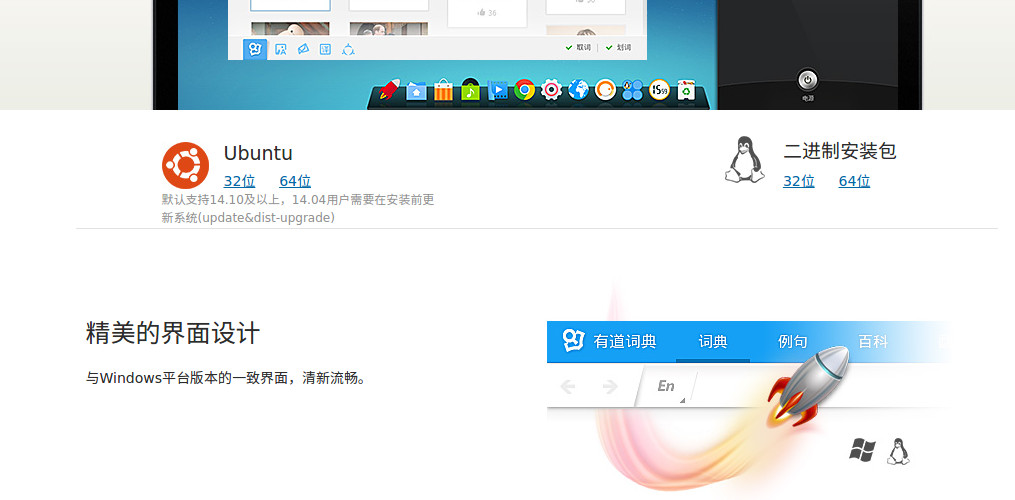 36
30
取词
划词
电源
Ubuntu
32位 64位
默认支持14.10及以上，14.04用户需要在安装前更
新系统(update&dist-upgrade)
二进制安装包
32位 64位
精美的界面设计
与Windows平台版本的一致界面，清新流畅。
有道词典 词典 例句 百科
En